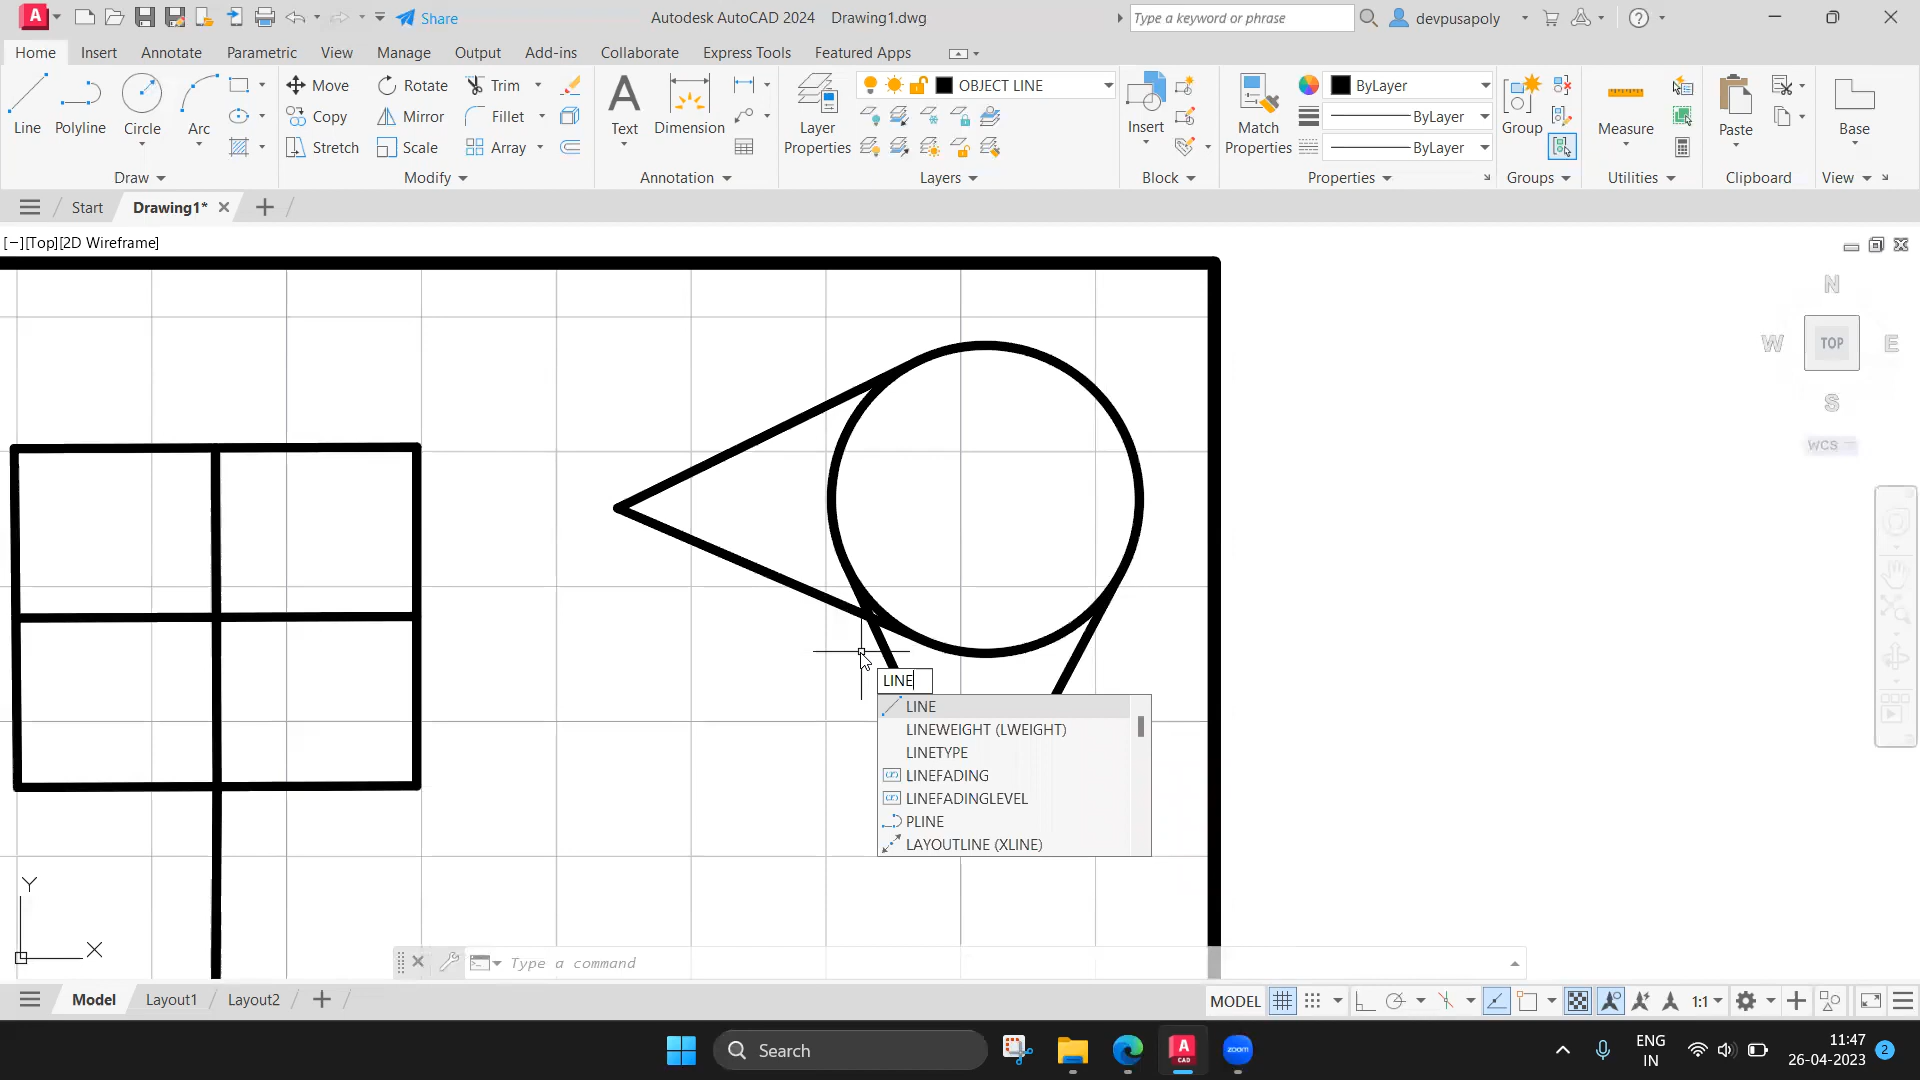 Share
Autodesk AutoCAD 2024 Drawing1.dwg
Type a keyword or phrase
devpusapoly
Home Insert Annotate Parametric View Manage Output Add-ins Collaborate Express Tools Featured Apps
Line Polyline Circle Arc
Move Rotate Trim
Copy Mirror Fillet
Stretch Scale Array
Text Dimension
Layer Properties
OBJECT LINE
Insert
Match Properties
ByLayer
ByLayer
ByLayer
Group
Measure
Paste
Base
Draw Modify Annotation Layers Block Properties Groups Utilities Clipboard View
Start Drawing1*
[−][Top][2D Wireframe]
N
W TOP E
S
WCS
LINE
LINE
LINEWEIGHT (LWEIGHT)
LINETYPE
LINEFADING
LINEFADINGLEVEL
PLINE
LAYOUTLINE (XLINE)
Y
X
Type a command
Model Layout1 Layout2
MODEL 1:1
Search
A CAD
zoom
ENG IN
11:47
26-04-2023
2